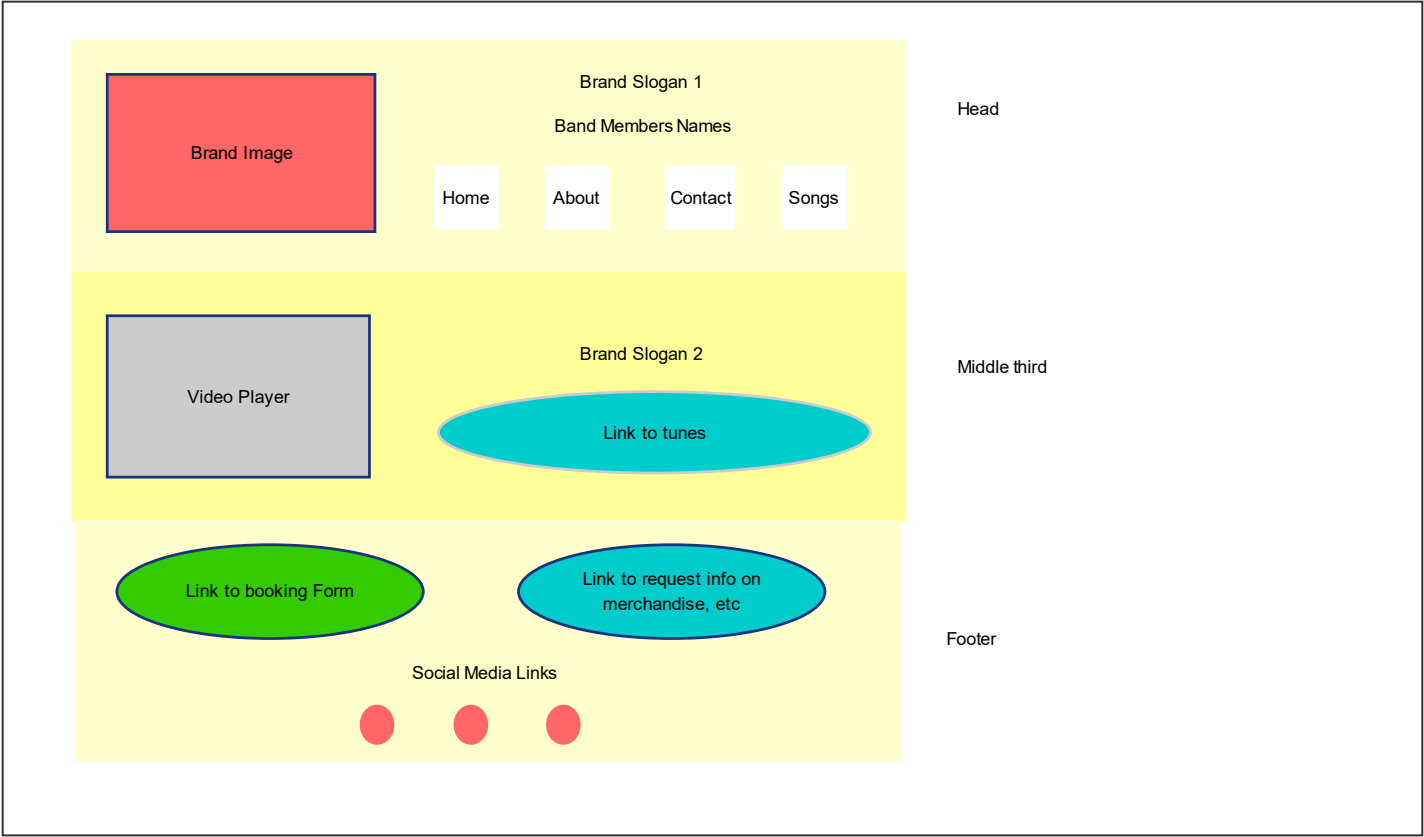 Brand Slogan 1
Head
Band Members Names
Brand Image
Home
About
Contact
Songs
Brand Slogan 2
Middle third
Video Player
Link to tunes
Link to booking Form
Link to request info on
merchandise, etc
Footer
Social Media Links